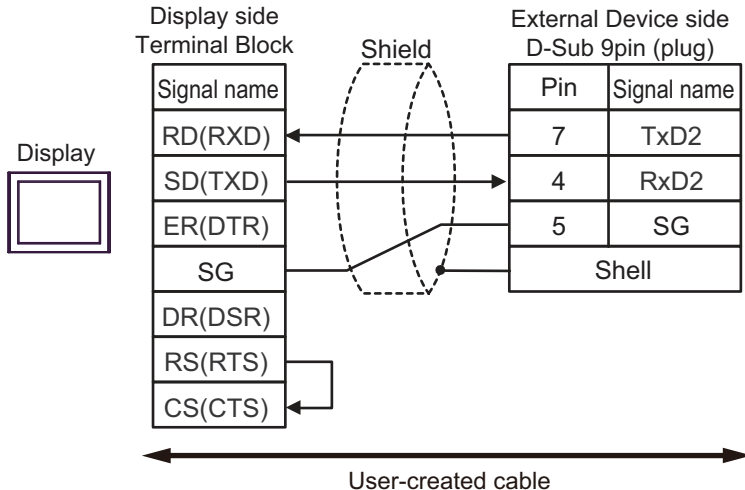 Display side
Terminal Block
Shield
External Device side
D-Sub 9pin (plug)
Display
Signal name
RD(RXD)
SD(TXD)
ER(DTR)
SG
DR(DSR)
RS(RTS)
CS(CTS)
Pin Signal name
7 TxD2
4 RxD2
5 SG
Shell
User-created cable